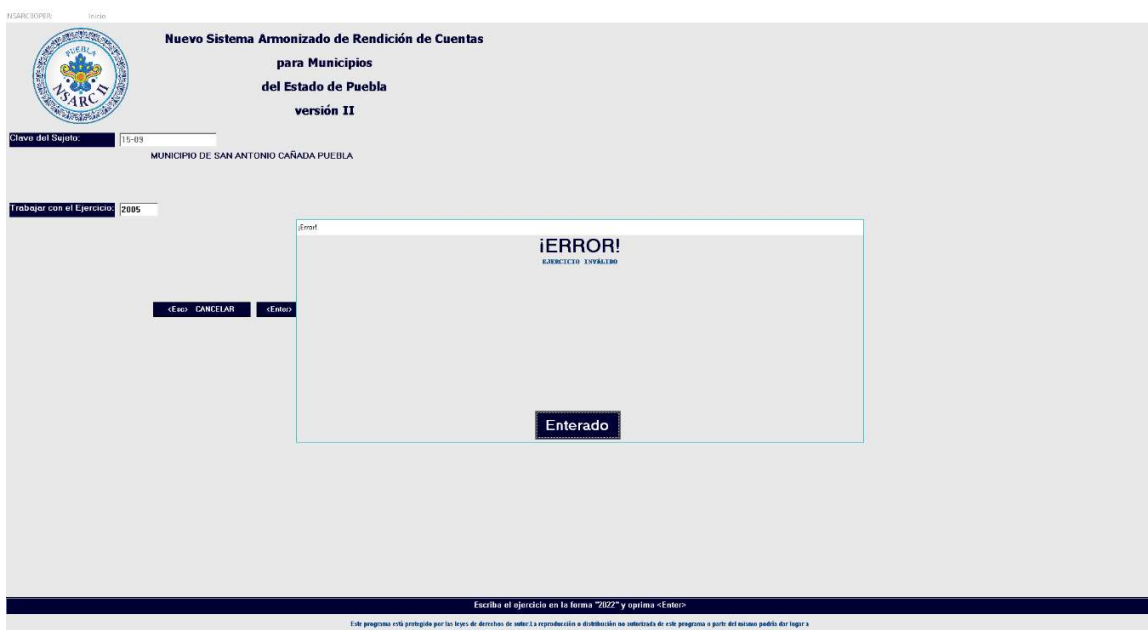 NSARCIIOPER: Inicio
PUEBLA
NSARC II
Nuevo Sistema Armonizado de Rendición de Cuentas
para Municipios
del Estado de Puebla
versión II
Clave del Sujeto: 15-09
MUNICIPIO DE SAN ANTONIO CAÑADA PUEBLA
Trabajar con el Ejercicio: 2005
¡Error!
¡ERROR!
EJERCICIO INVÁLIDO
<Esc> CANCELAR <Enter>
Enterado
Escriba el ejercicio en la forma "2022" y oprima <Enter>
Este programa está protegido por las leyes de derechos de autor.La reproducción o distribución no autorizada de este programa o parte del mismo podría dar lugar a